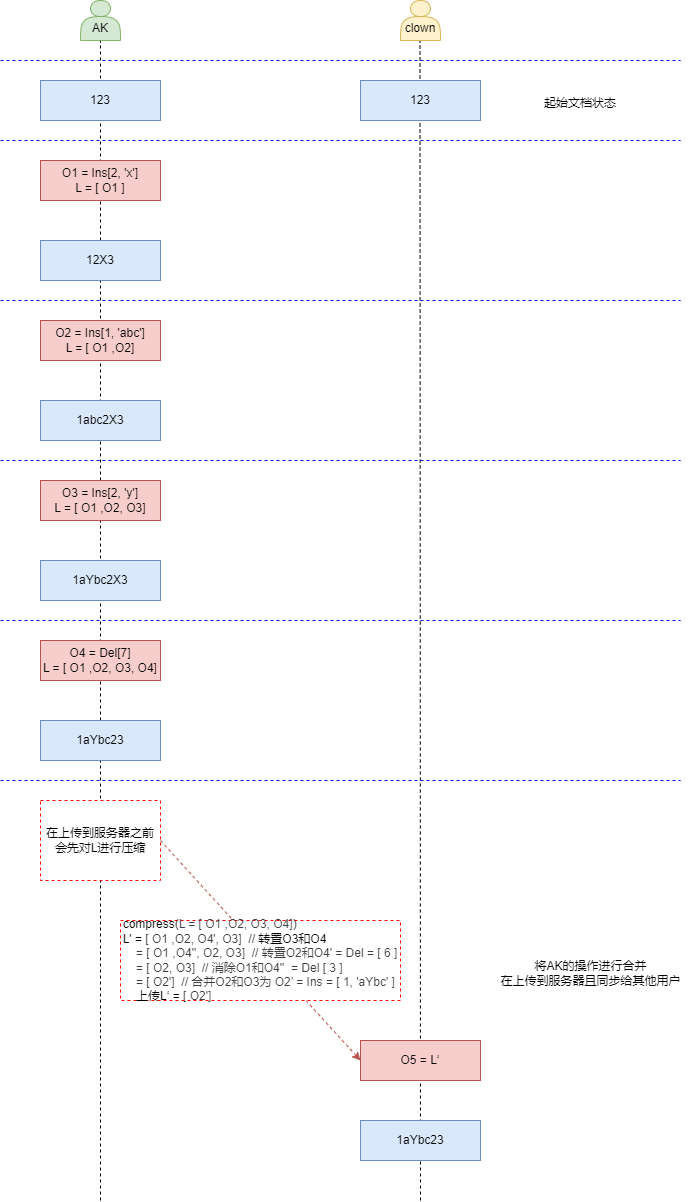 AK
clown
123
123
起始文档状态
O1 = Ins[2, 'x']
L = [ O1 ]
12X3
O2 = Ins[1, 'abc']
L = [ O1 ,O2]
1abc2X3
O3 = Ins[2, 'y']
L = [ O1 ,O2, O3]
1aYbc2X3
O4 = Del[7]
L = [ O1 ,O2, O3, O4]
1aYbc23
在上传到服务器之前
会先对L进行压缩
compress(L = [ O1 ,O2, O3, O4])
L' = [ O1 ,O2, O4', O3]  // 转置O3和O4
= [ O1 ,O4'', O2, O3]  // 转置O2和O4' = Del = [ 6 ]
= [ O2, O3]  // 消除O1和O4''  = Del [ 3 ]
= [ O2']  // 合并O2和O3为 O2' = Ins = [ 1, 'aYbc' ]
上传L‘ = [ O2']
将AK的操作进行合并
在上传到服务器且同步给其他用户
O5 = L‘
1aYbc23